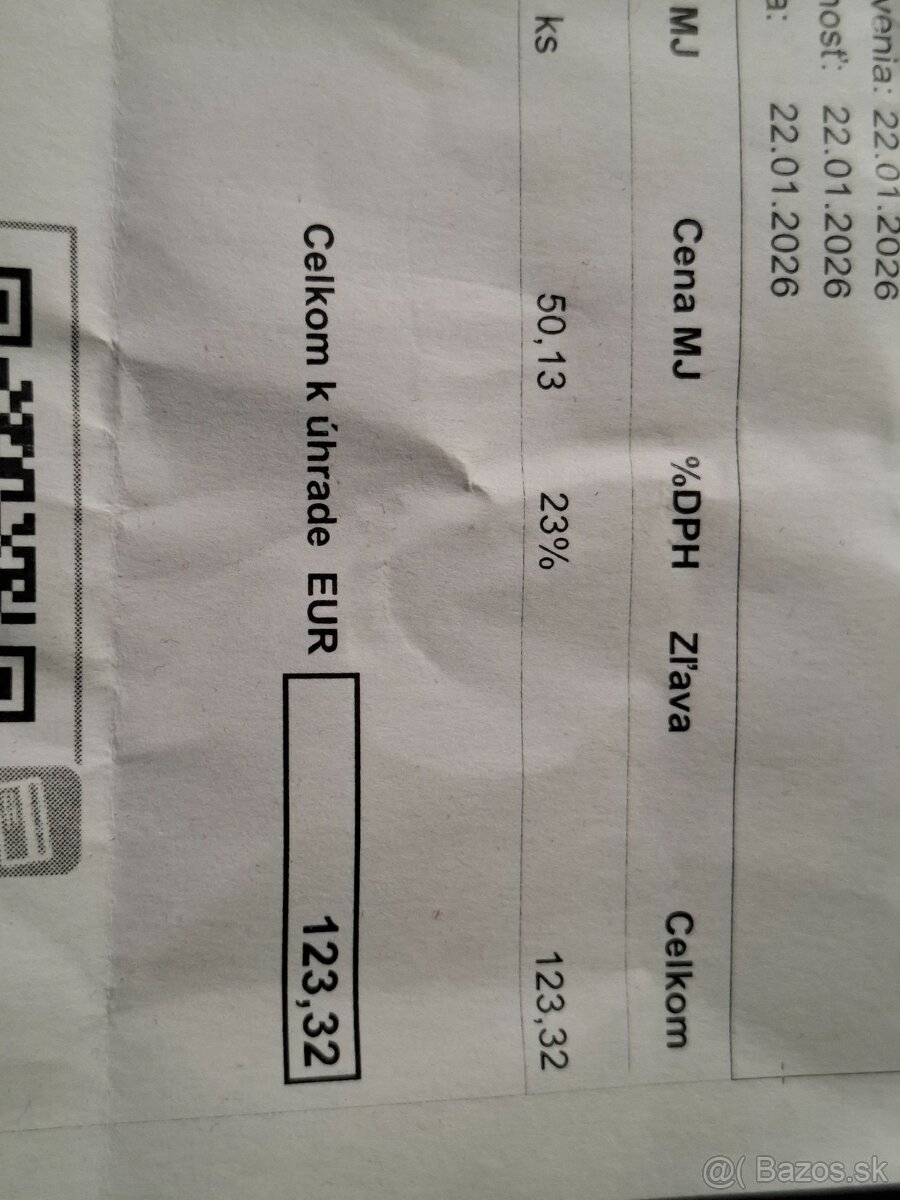 venia: 22.01.2026
nosť: 22.01.2026
a: 22.01.2026
MJ Cena MJ %DPH Zľava Celkom
ks 50,13 23% 123,32
Celkom k úhrade EUR 123,32
@( Bazos.sk